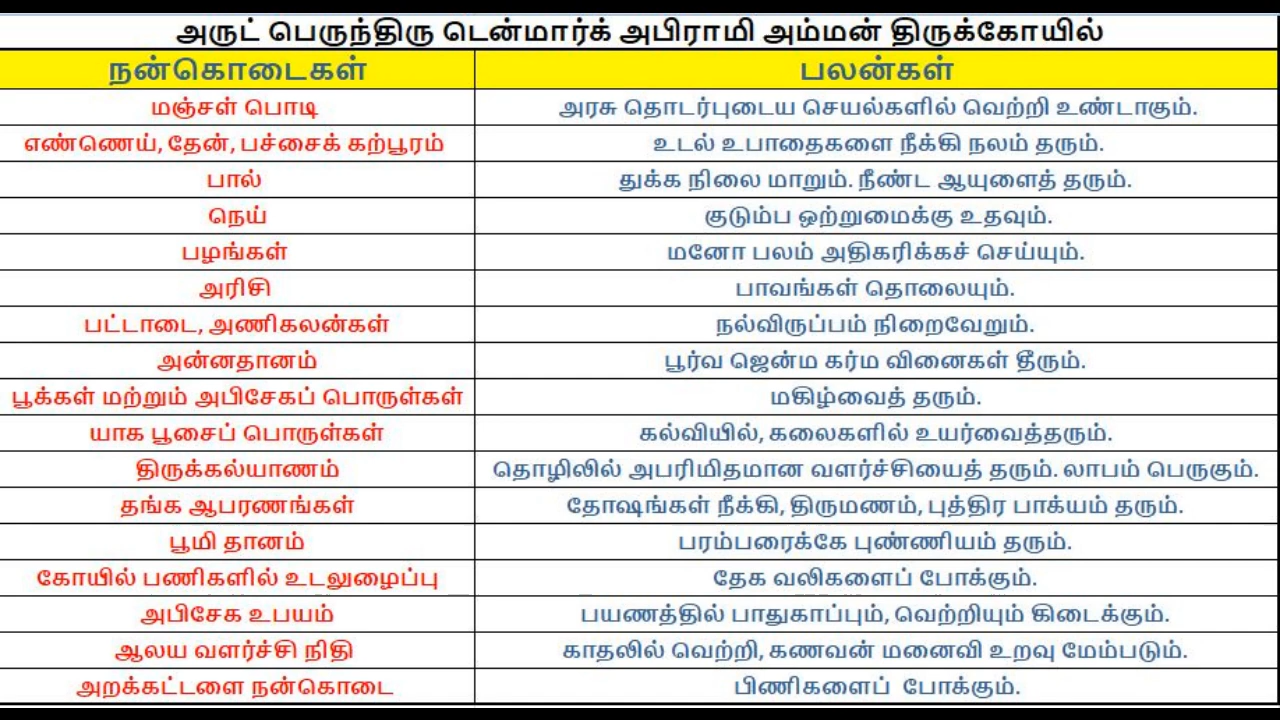 அருட் பெருந்திரு டென்மார்க் அபிராமி அம்மன் திருக்கோயில்
நன்கொடைகள் பலன்கள்
மஞ்சள் பொடி அரசு தொடர்புடைய செயல்களில் வெற்றி உண்டாகும்.
எண்ணெய், தேன், பச்சைக் கற்பூரம் உடல் உபாதைகளை நீக்கி நலம் தரும்.
பால் துக்க நிலை மாறும். நீண்ட ஆயுளைத் தரும்.
நெய் குடும்ப ஒற்றுமைக்கு உதவும்.
பழங்கள் மனோ பலம் அதிகரிக்கச் செய்யும்.
அரிசி பாவங்கள் தொலையும்.
பட்டாடை, அணிகலன்கள் நல்விருப்பம் நிறைவேறும்.
அன்னதானம் பூர்வ ஜென்ம கர்ம வினைகள் தீரும்.
பூக்கள் மற்றும் அபிசேகப் பொருள்கள் மகிழ்வைத் தரும்.
யாக பூசைப் பொருள்கள் கல்வியில், கலைகளில் உயர்வைத்தரும்.
திருக்கல்யாணம் தொழிலில் அபரிமிதமான வளர்ச்சியைத் தரும். லாபம் பெருகும்.
தங்க ஆபரணங்கள் தோஷங்கள் நீக்கி, திருமணம், புத்திர பாக்யம் தரும்.
பூமி தானம் பரம்பரைக்கே புண்ணியம் தரும்.
கோயில் பணிகளில் உடலுழைப்பு தேக வலிகளைப் போக்கும்.
அபிசேக உபயம் பயணத்தில் பாதுகாப்பும், வெற்றியும் கிடைக்கும்.
ஆலய வளர்ச்சி நிதி காதலில் வெற்றி, கணவன் மனைவி உறவு மேம்படும்.
அறக்கட்டளை நன்கொடை பிணிகளைப் போக்கும்.